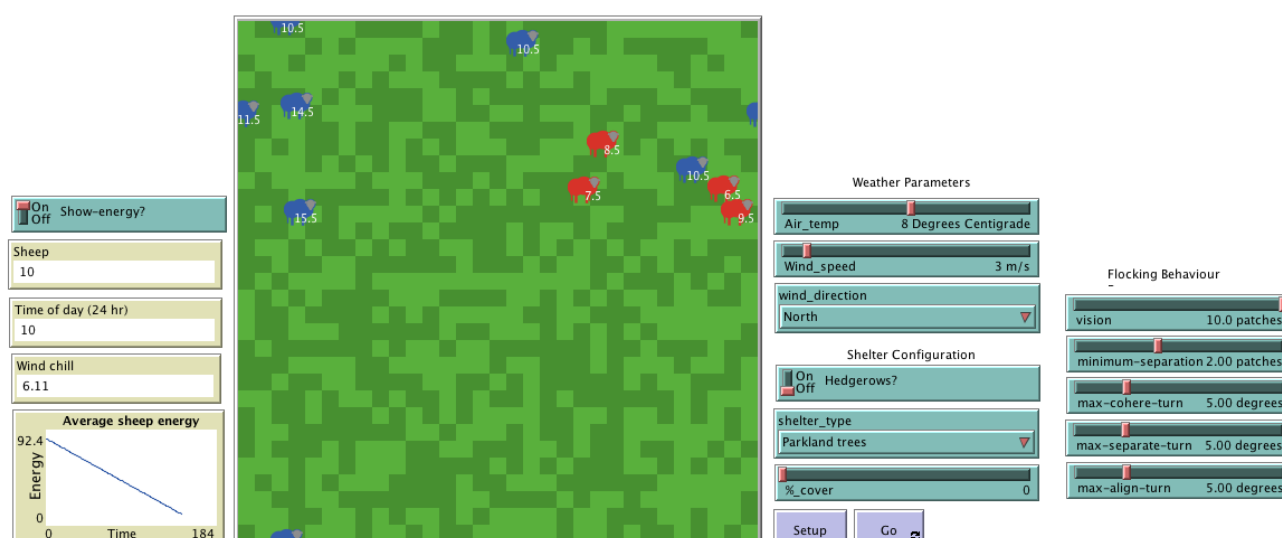 On
Off
Show-energy?
Sheep
10
Time of day (24 hr)
10
Wind chill
6.11
Average sheep energy
92.4
Energy
0
0
Time
184
10.5
10.5
14.5
11.5
8.5
10.5
7.5
6.5
15.5
9.5
Weather Parameters
Air_temp 8 Degrees Centigrade
Wind_speed 3 m/s
wind_direction
North
Shelter Configuration
On
Off
Hedgerows?
shelter_type
Parkland trees
%_cover 0
Setup
Go
Flocking Behaviour
vision 10.0 patches
minimum-separation 2.00 patches
max-cohere-turn 5.00 degrees
max-separate-turn 5.00 degrees
max-align-turn 5.00 degrees